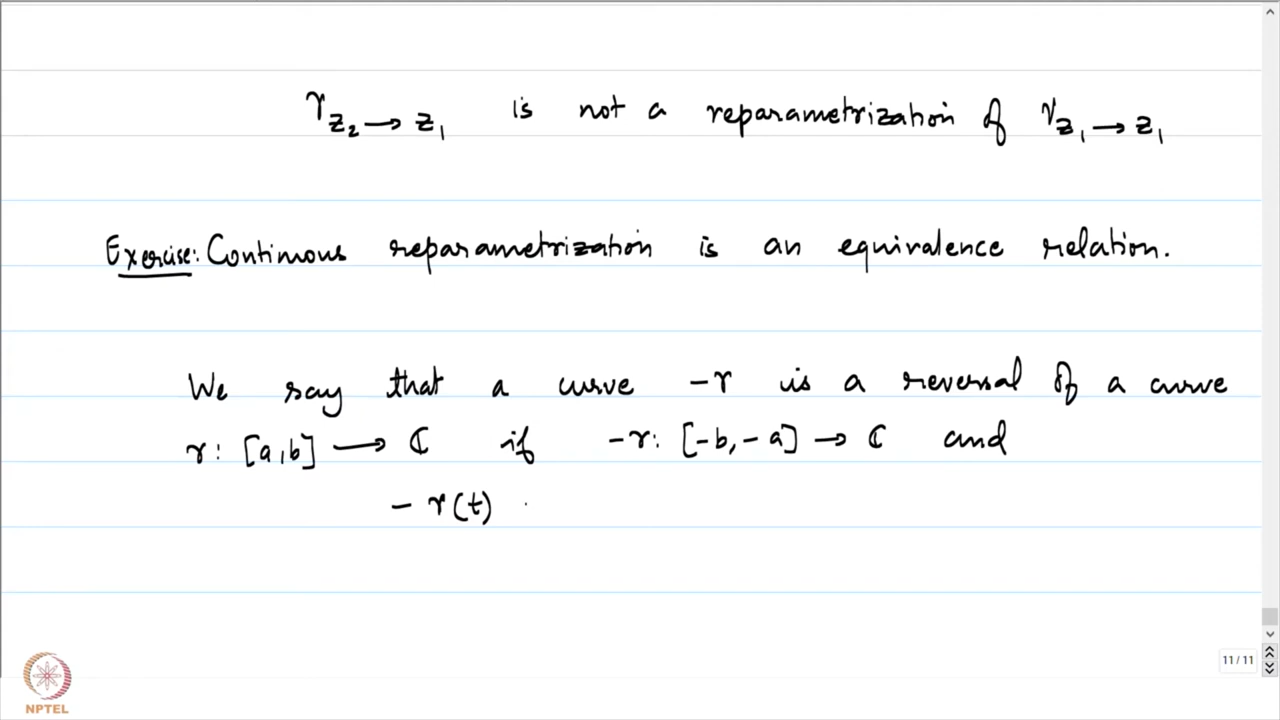 γ_{z₂ → z₁} is not a reparametrization of γ_{z₁ → z₁}
Exercise: Continuous reparametrization is an equivalence relation.
We say that a curve -γ is a reversal of a curve
γ: [a,b] → ℂ if -γ: [-b,-a] → ℂ and
- γ(t)
11 / 11
NPTEL